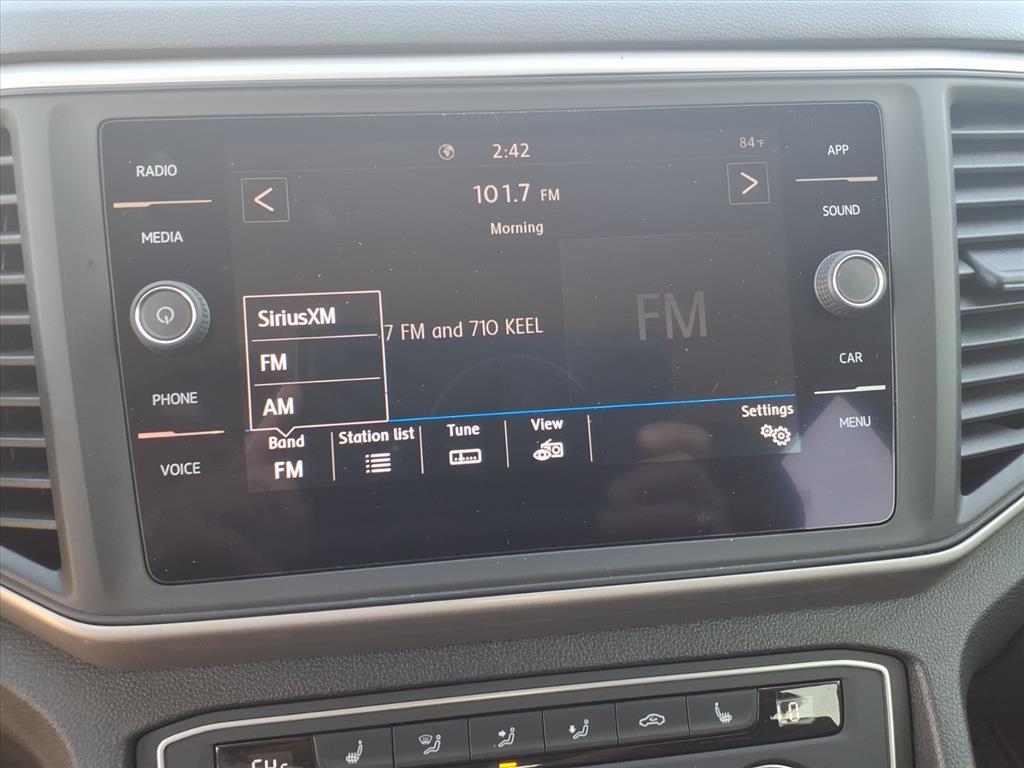 RADIO
MEDIA
PHONE
VOICE
2:42
84°F
101.7 FM
Morning
SiriusXM
FM
AM
7 FM and 710 KEEL
FM
Band
FM
Station list
Tune
View
Settings
APP
SOUND
CAR
MENU